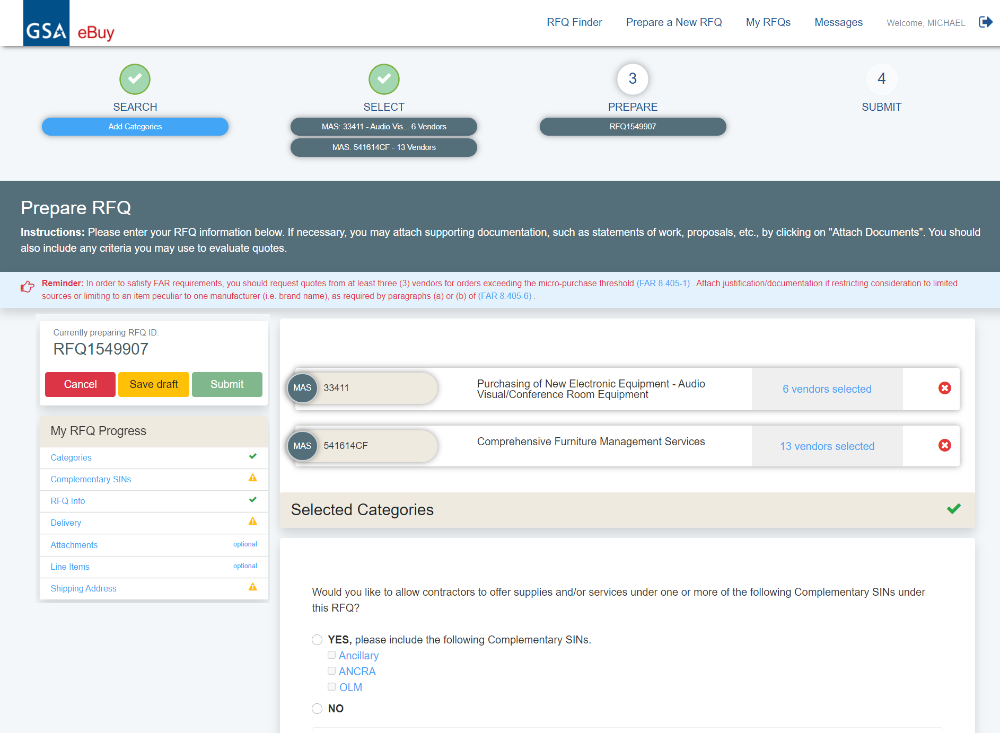 GSA eBuy
RFQ Finder Prepare a New RFQ My RFQs Messages Welcome, MICHAEL
3 4
SEARCH SELECT PREPARE SUBMIT
Add Categories MAS: 33411 - Audio Vis... 6 Vendors RFQ1549907
MAS: 541614CF - 13 Vendors
Prepare RFQ
Instructions: Please enter your RFQ information below. If necessary, you may attach supporting documentation, such as statements of work, proposals, etc., by clicking on "Attach Documents". You should
also include any criteria you may use to evaluate quotes.
Reminder: In order to satisfy FAR requirements, you should request quotes from at least three (3) vendors for orders exceeding the micro-purchase threshold (FAR 8.405-1) . Attach justification/documentation if restricting consideration to limited
sources or limiting to an item peculiar to one manufacturer (i.e. brand name), as required by paragraphs (a) or (b) of (FAR 8.405-6) .
Currently preparing RFQ ID:
RFQ1549907
Cancel Save draft Submit
My RFQ Progress
Categories
Complementary SINs
RFQ Info
Delivery
Attachments optional
Line Items optional
Shipping Address
MAS 33411 Purchasing of New Electronic Equipment - Audio
Visual/Conference Room Equipment 6 vendors selected
MAS 541614CF Comprehensive Furniture Management Services 13 vendors selected
Selected Categories
Would you like to allow contractors to offer supplies and/or services under one or more of the following Complementary SINs under
this RFQ?
YES, please include the following Complementary SINs.
Ancillary
ANCRA
OLM
NO